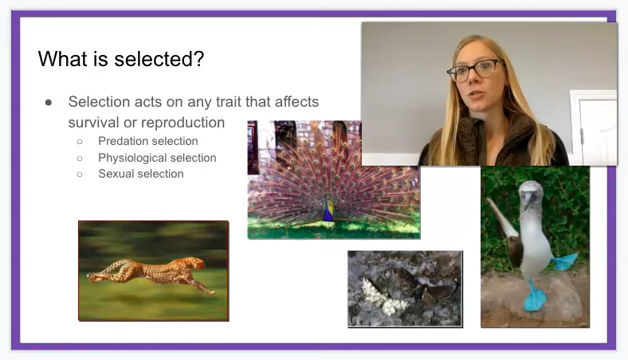 What is selected?
● Selection acts on any trait that affects
survival or reproduction
○ Predation selection
○ Physiological selection
○ Sexual selection